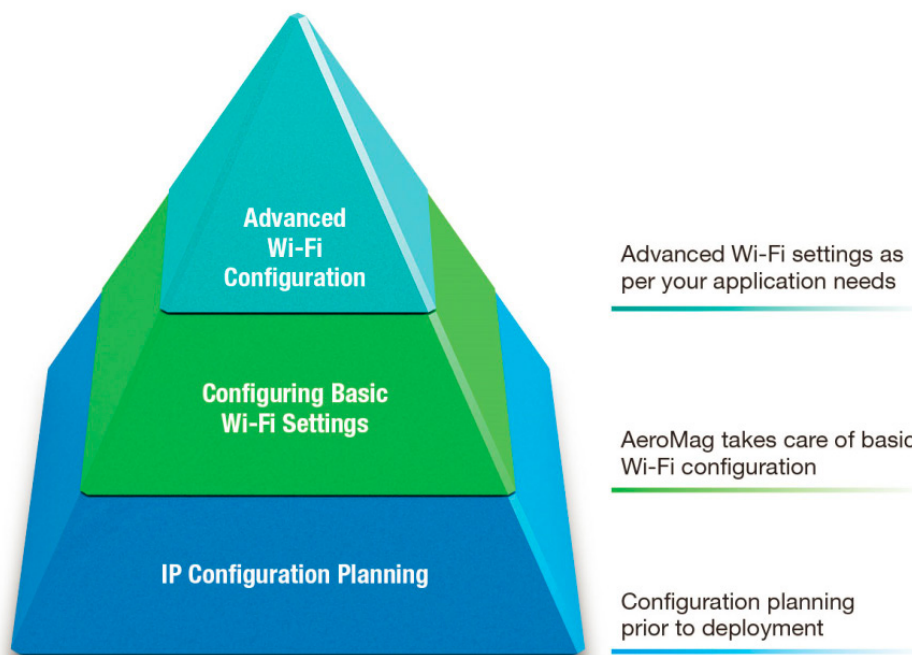 Advanced
Wi-Fi
Configuration
Advanced Wi-Fi settings as
per your application needs
Configuring Basic
Wi-Fi Settings
AeroMag takes care of basic
Wi-Fi configuration
IP Configuration Planning
Configuration planning
prior to deployment